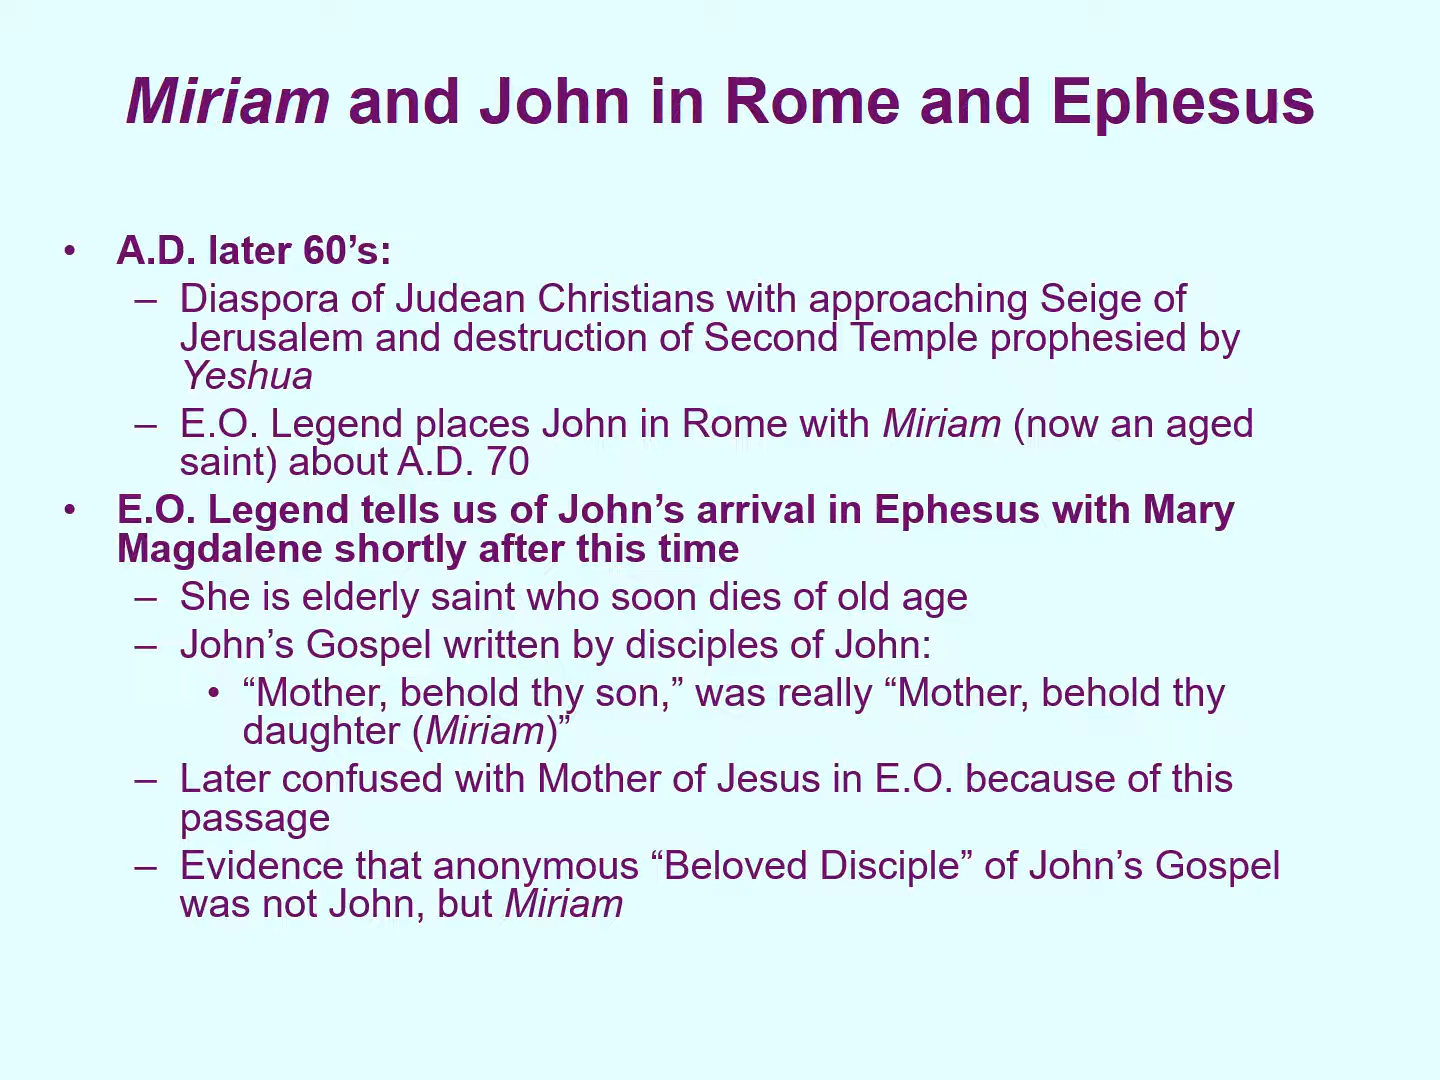 Miriam and John in Rome and Ephesus
• A.D. later 60’s:
– Diaspora of Judean Christians with approaching Seige of
Jerusalem and destruction of Second Temple prophesied by
Yeshua
– E.O. Legend places John in Rome with Miriam (now an aged
saint) about A.D. 70
• E.O. Legend tells us of John’s arrival in Ephesus with Mary
Magdalene shortly after this time
– She is elderly saint who soon dies of old age
– John’s Gospel written by disciples of John:
• “Mother, behold thy son,” was really “Mother, behold thy
daughter (Miriam)”
– Later confused with Mother of Jesus in E.O. because of this
passage
– Evidence that anonymous “Beloved Disciple” of John’s Gospel
was not John, but Miriam